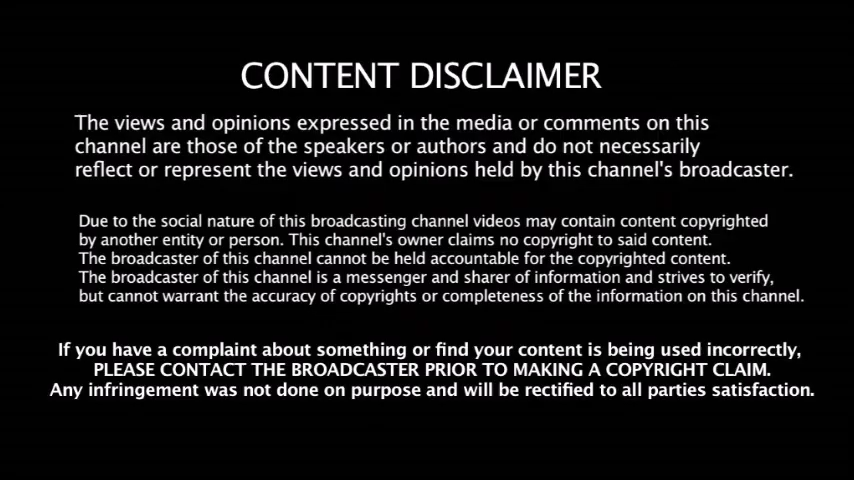 CONTENT DISCLAIMER
The views and opinions expressed in the media or comments on this
channel are those of the speakers or authors and do not necessarily
reflect or represent the views and opinions held by this channel's broadcaster.
Due to the social nature of this broadcasting channel videos may contain content copyrighted
by another entity or person. This channel's owner claims no copyright to said content.
The broadcaster of this channel cannot be held accountable for the copyrighted content.
The broadcaster of this channel is a messenger and sharer of information and strives to verify,
but cannot warrant the accuracy of copyrights or completeness of the information on this channel.
If you have a complaint about something or find your content is being used incorrectly,
PLEASE CONTACT THE BROADCASTER PRIOR TO MAKING A COPYRIGHT CLAIM.
Any infringement was not done on purpose and will be rectified to all parties satisfaction.